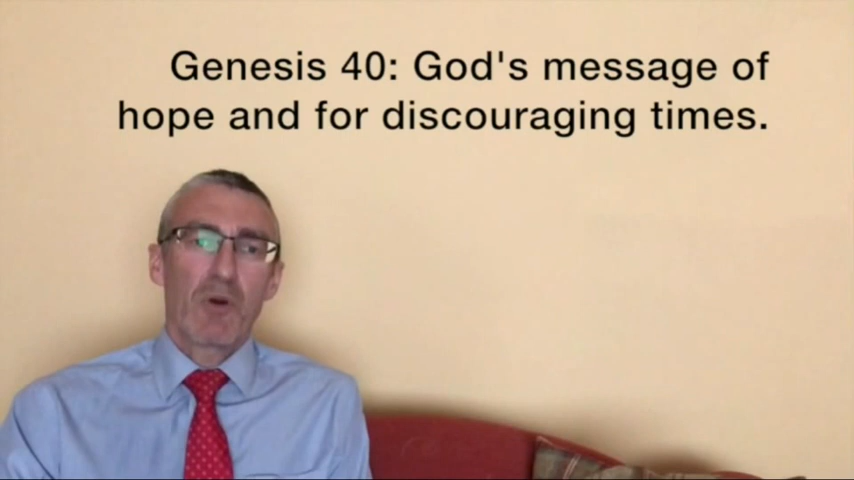 Genesis 40: God's message of
hope and for discouraging times.